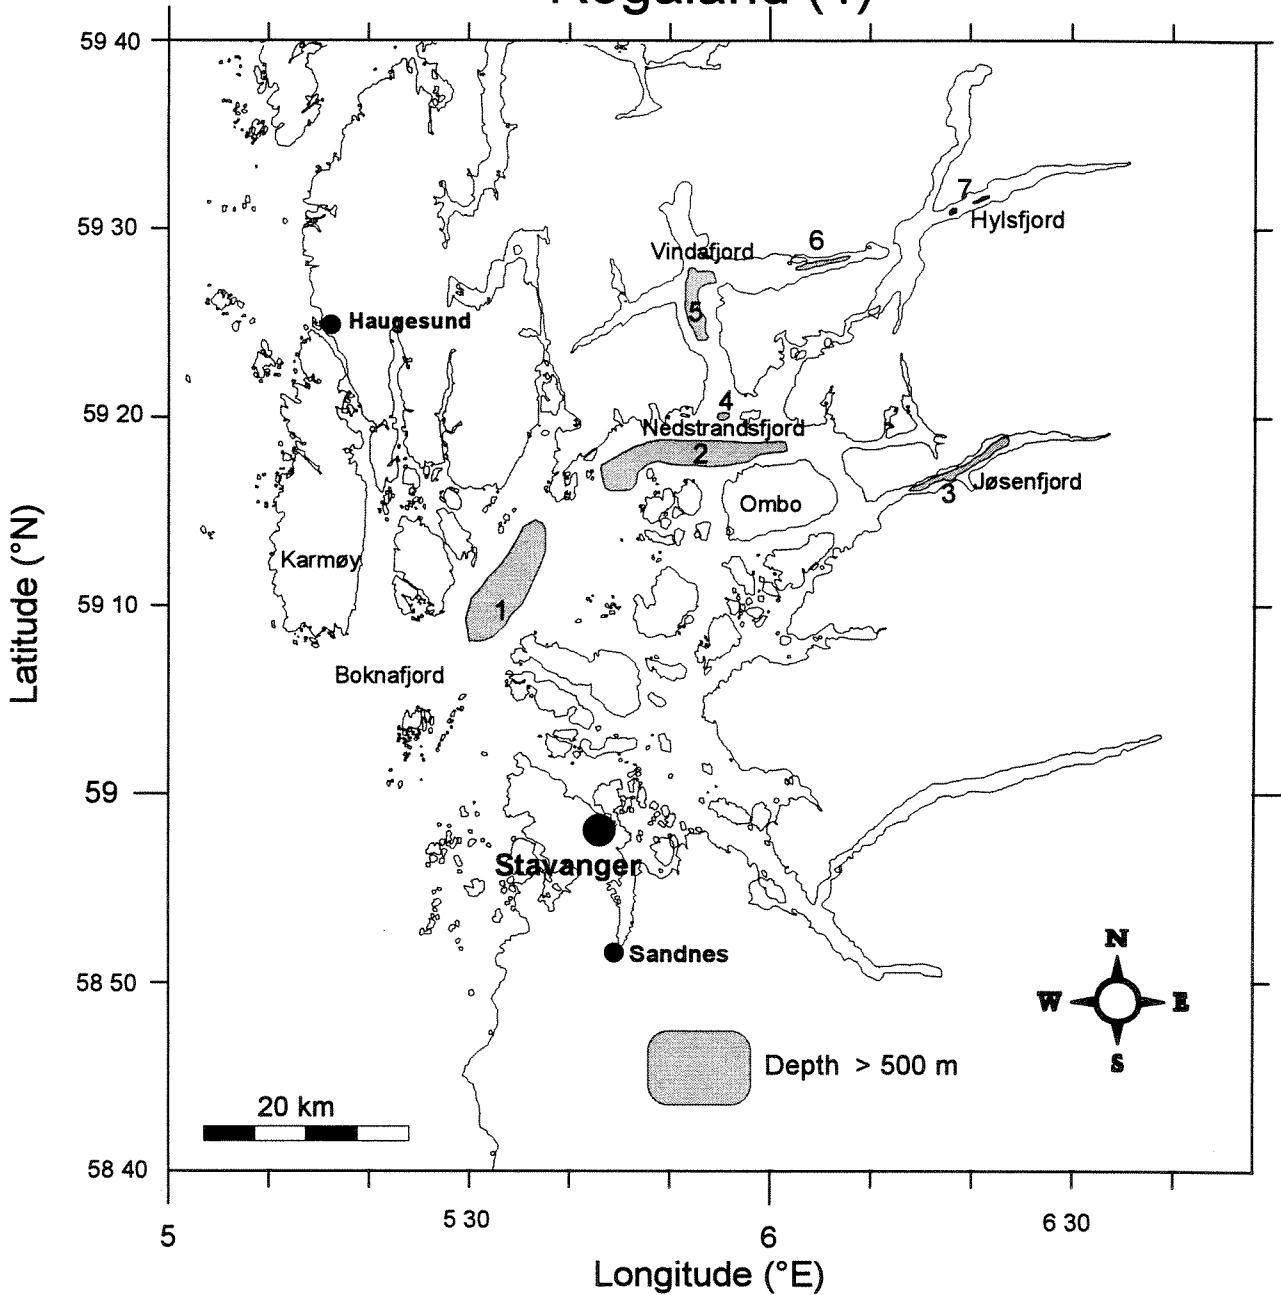 Rogaland (1)
59 40
7
Hylsfjord
59 30
6
Vindafjord
5
Haugesund
4
59 20
Nedstrandsfjord
2
3
Jøsenfjord
Ombo
Karmøy
59 10
1
Latitude (°N)
Boknafjord
59
Stavanger
N
Sandnes
58 50
W
E
S
Depth > 500 m
20 km
58 40
5
5 30
6
6 30
Longitude (°E)